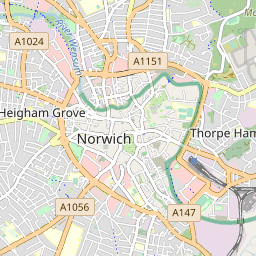 River Wensum
A1024
A1151
Heigham Grove
Norwich
Thorpe Ham
A1056
A147